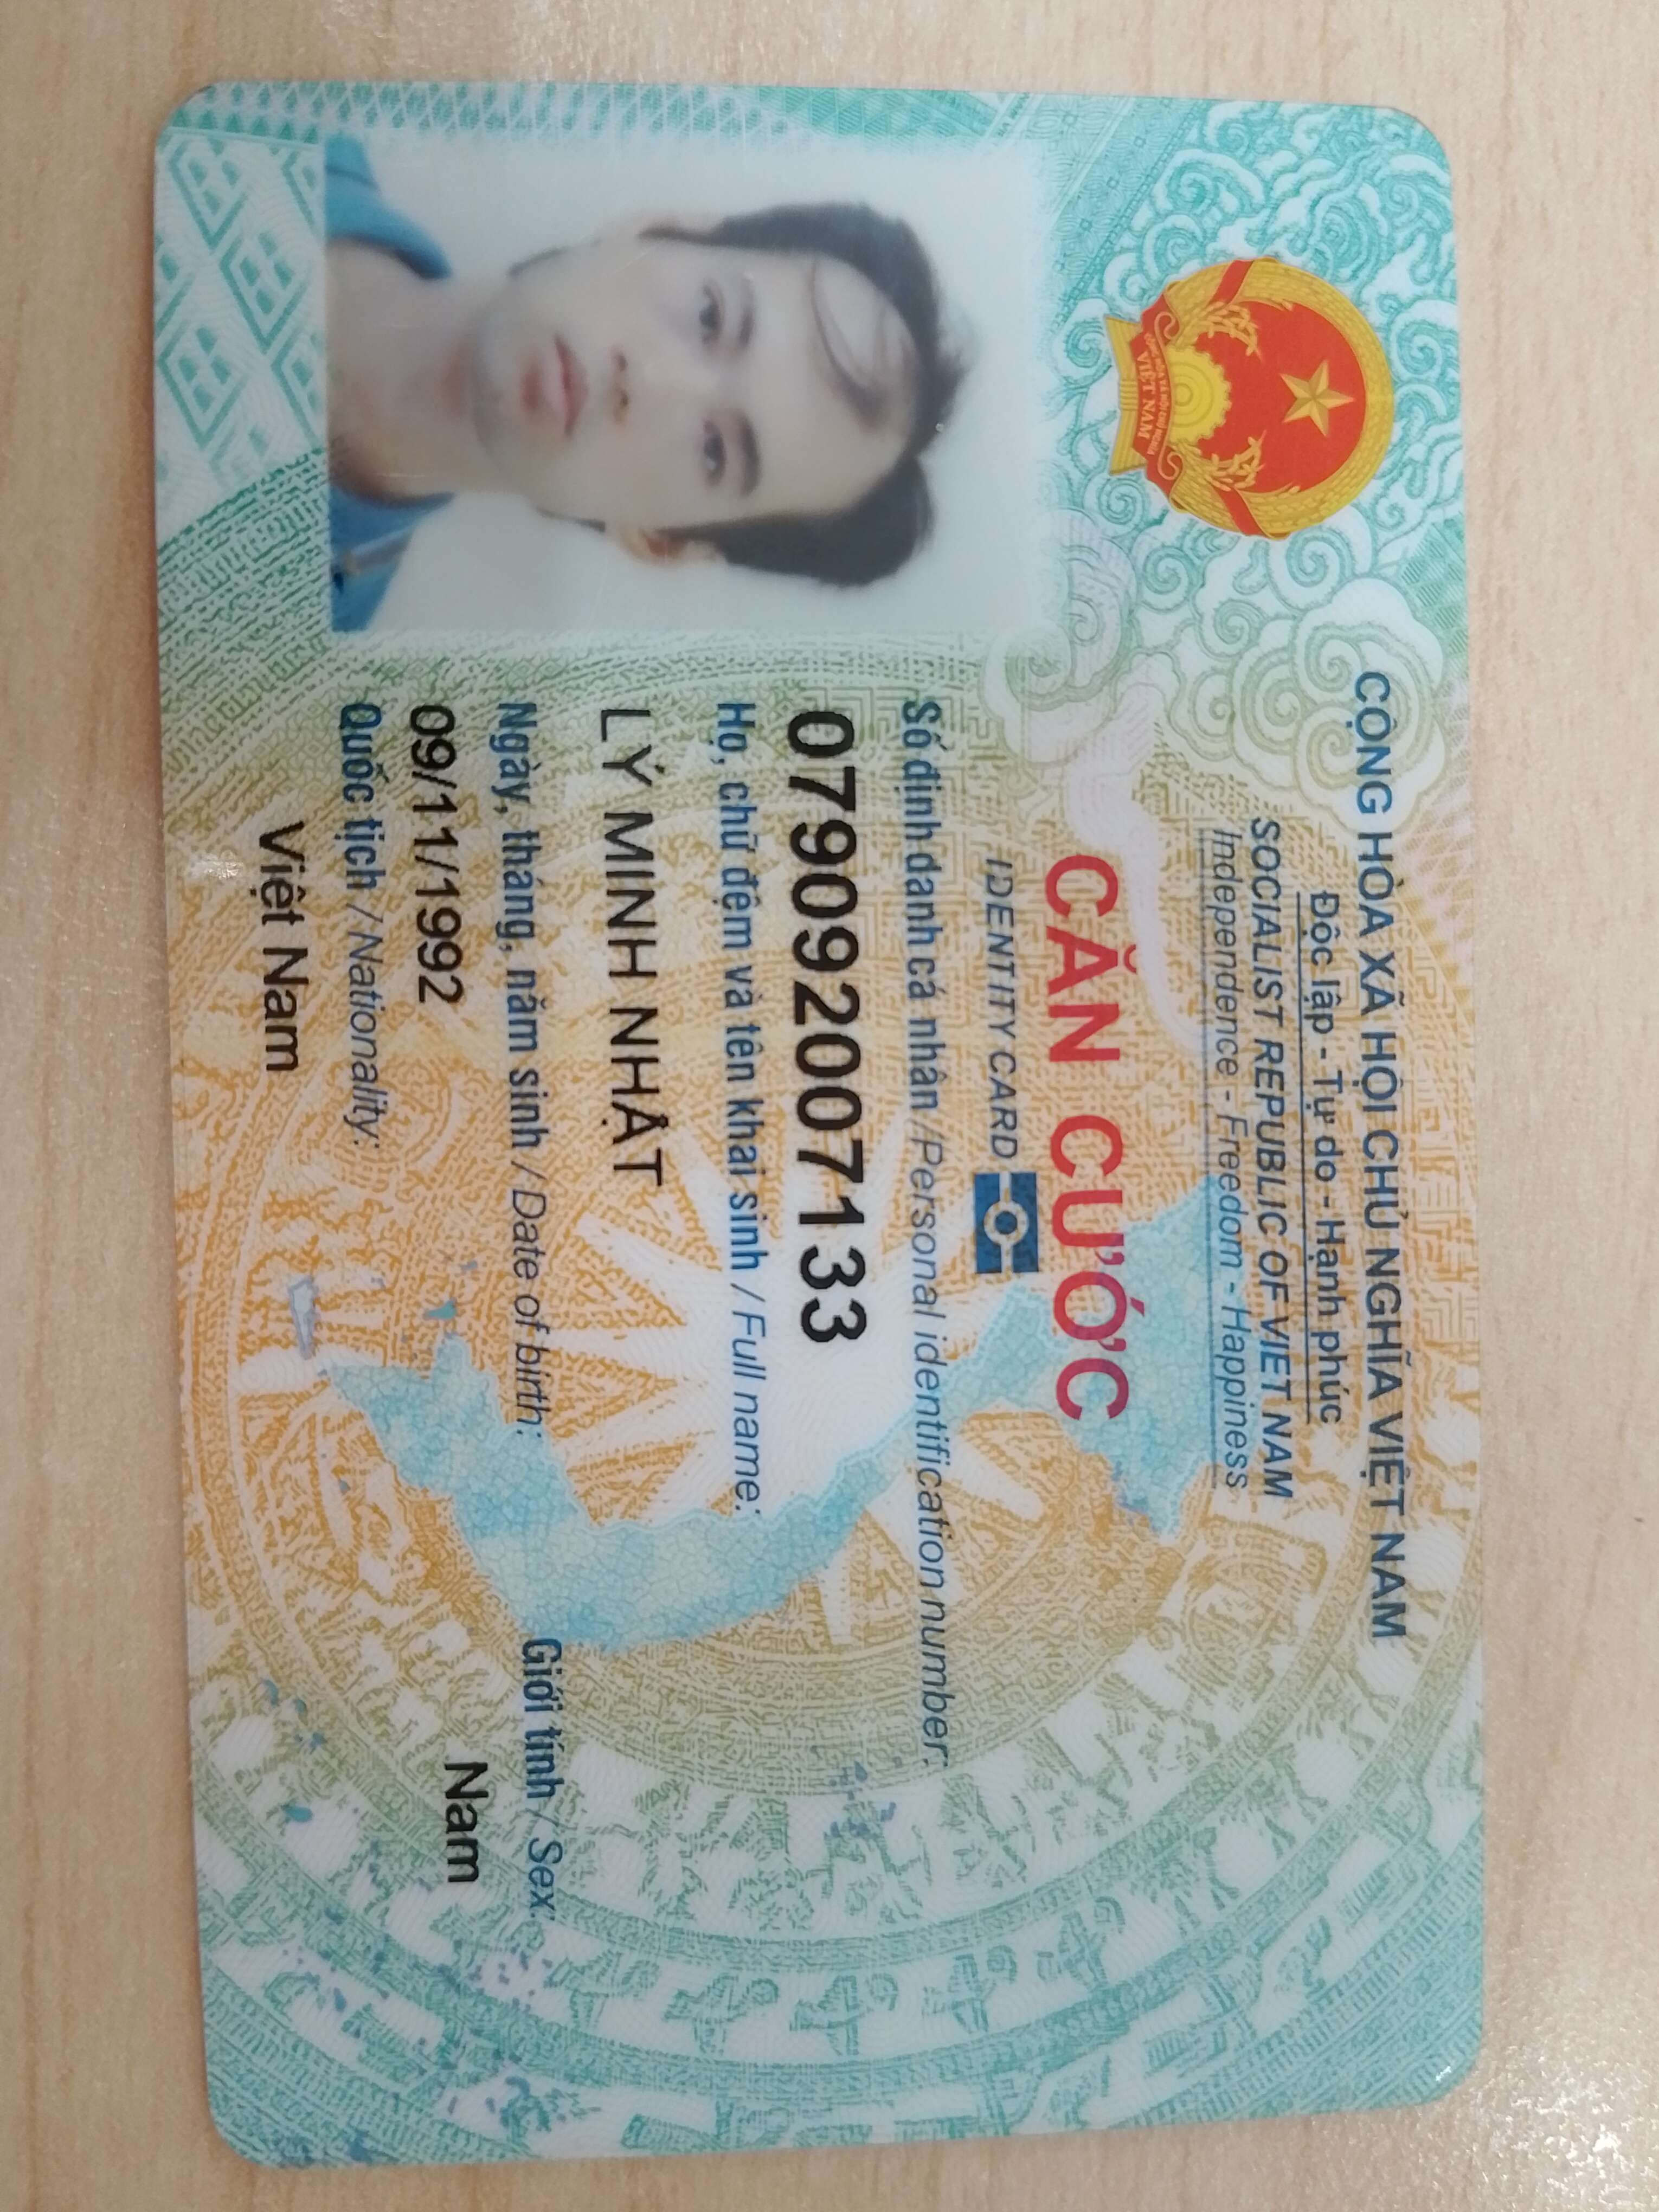 CỘNG HÒA XÃ HỘI CHỦ NGHĨA VIỆT NAM
Độc lập - Tự do - Hạnh phúc
SOCIALIST REPUBLIC OF VIET NAM
Independence - Freedom - Happiness
CỘNG HÒA XÃ HỘI CHỦ NGHĨA
VIỆT NAM
CĂN CƯỚC
IDENTITY CARD
Số định danh cá nhân / Personal identification number:
079092007133
Họ, chữ đệm và tên khai sinh / Full name:
LÝ MINH NHẬT
Ngày, tháng, năm sinh / Date of birth: Giới tính / Sex:
09/11/1992 Nam
Quốc tịch / Nationality:
Việt Nam